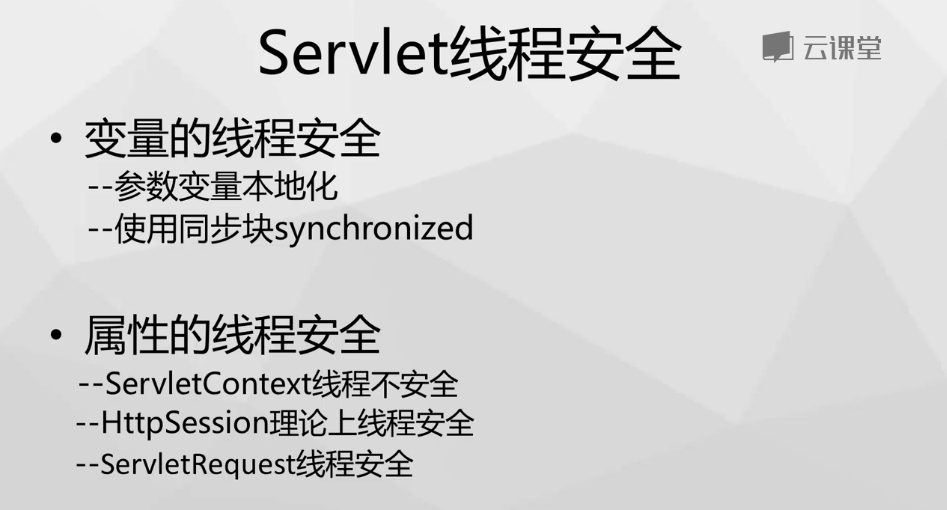 Servlet线程安全
云课堂
• 变量的线程安全
--参数变量本地化
--使用同步块synchronized
• 属性的线程安全
--ServletContext线程不安全
--HttpSession理论上线程安全
--ServletRequest线程安全